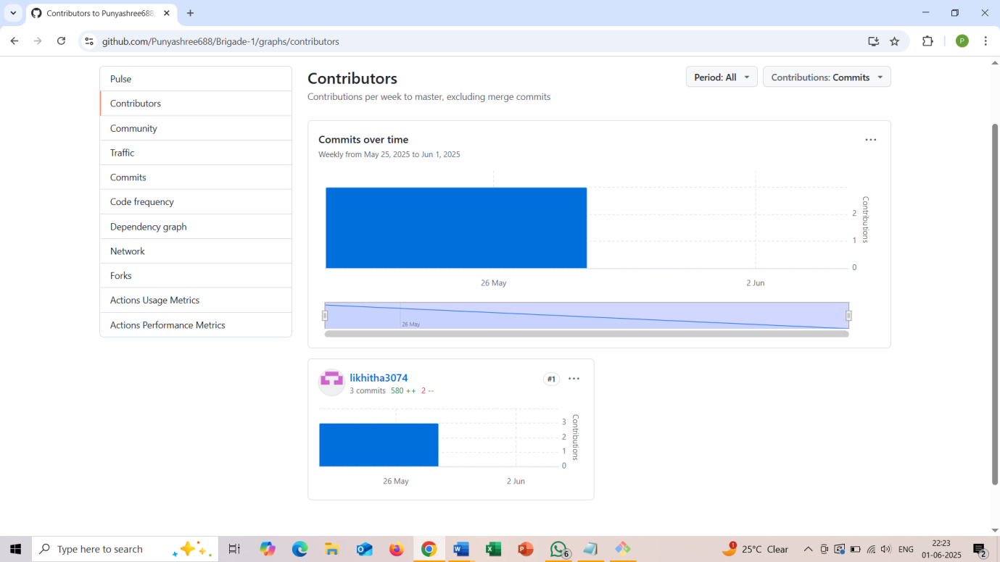 Contributors to Punyashree688
github.com/Punyashree688/Brigade-1/graphs/contributors
P
Pulse
Contributors
Community
Traffic
Commits
Code frequency
Dependency graph
Network
Forks
Actions Usage Metrics
Actions Performance Metrics
Contributors
Period: All
Contributions: Commits
Contributions per week to master, excluding merge commits
Commits over time
Weekly from May 25, 2025 to Jun 1, 2025
2
1
0
Contributions
26 May
2 Jun
26 May
likhitha3074
#1
3 commits 580 ++ 2 --
3
2
1
0
Contributions
26 May
2 Jun
Type here to search
6
1
25°C Clear
ENG
22:23
01-06-2025
2